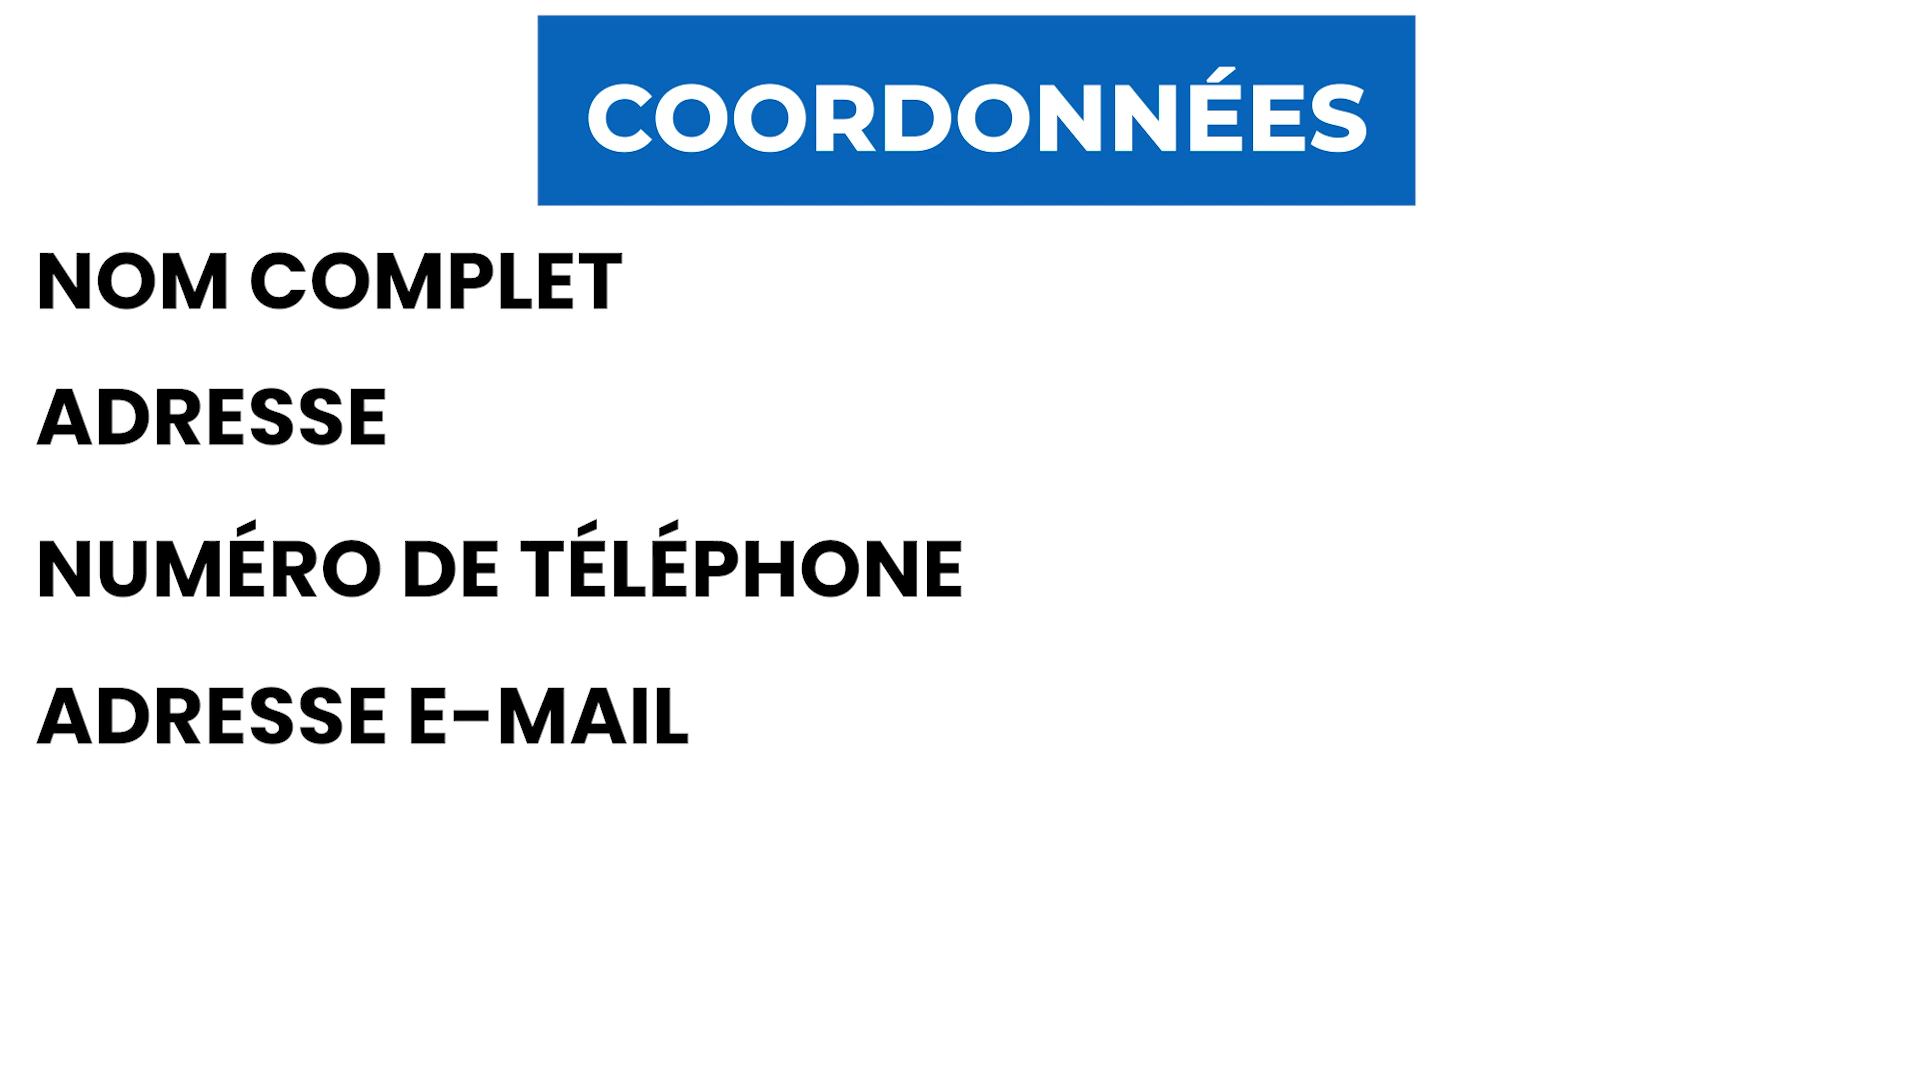 COORDONNÉES
NOM COMPLET
ADRESSE
NUMÉRO DE TÉLÉPHONE
ADRESSE E-MAIL